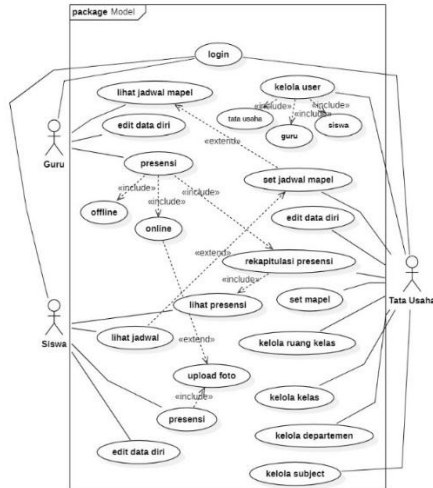 package Model
login
lihat jadwal mapel
kelola user
«include»
«include»
«include»
tata usaha
guru
siswa
edit data diri
Guru
«extend»
presensi
set jadwal mapel
«include»
«include»
«include»
offline
online
edit data diri
«extend»
rekapitulasi presensi
«include»
Tata Usaha
lihat presensi
set mapel
Siswa
lihat jadwal
«extend»
kelola ruang kelas
upload foto
«include»
kelola kelas
presensi
kelola departemen
edit data diri
kelola subject